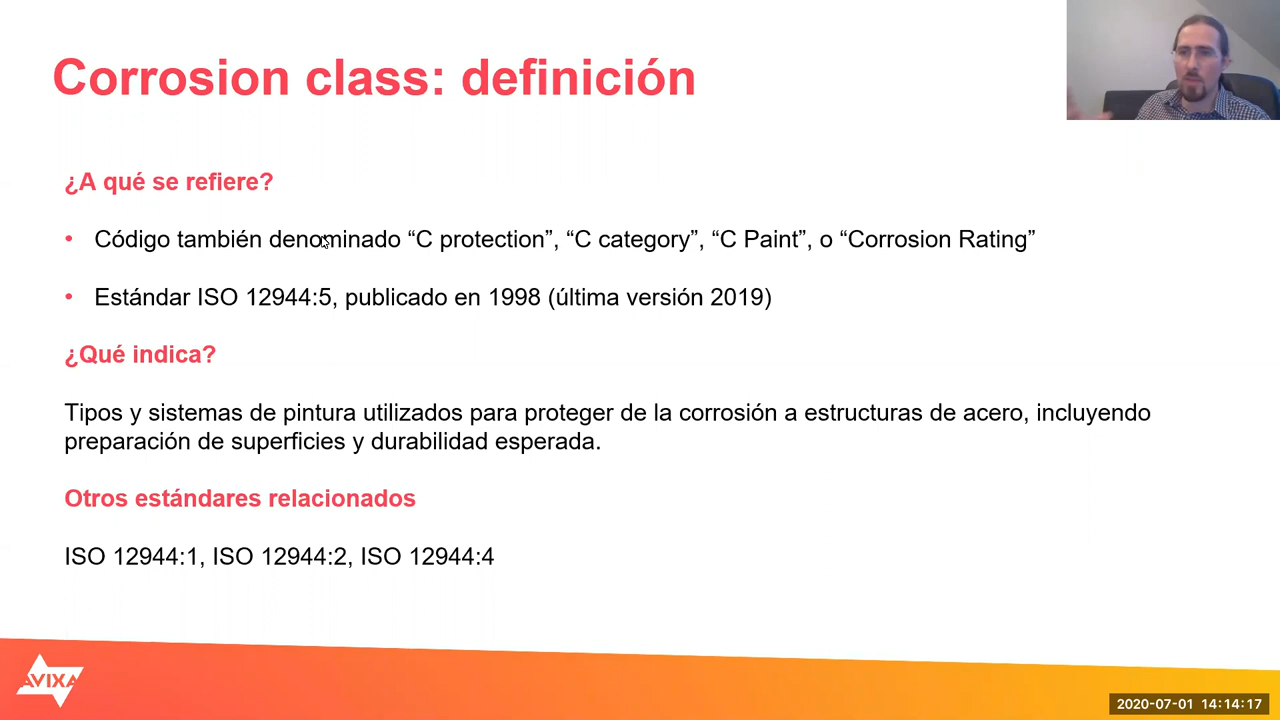 Corrosion class: definición
¿A qué se refiere?
• Código también denominado “C protection”, “C category”, “C Paint”, o “Corrosion Rating”
• Estándar ISO 12944:5, publicado en 1998 (última versión 2019)
¿Qué indica?
Tipos y sistemas de pintura utilizados para proteger de la corrosión a estructuras de acero, incluyendo
preparación de superficies y durabilidad esperada.
Otros estándares relacionados
ISO 12944:1, ISO 12944:2, ISO 12944:4
AVIXA
2020-07-01 14:14:17